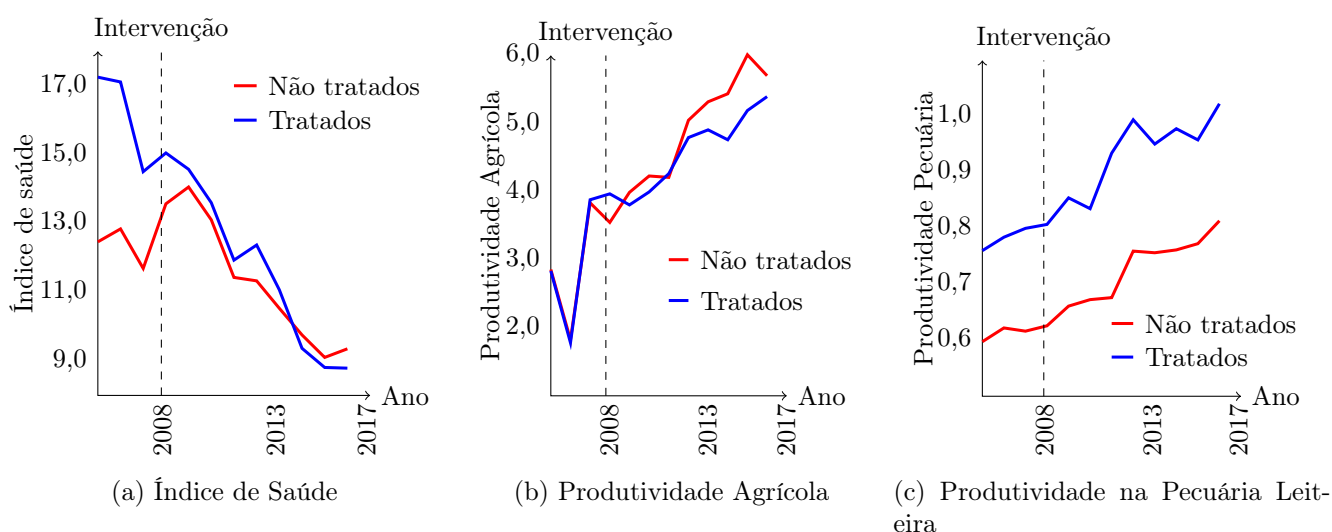 Intervenção
17,0
15,0
13,0
11,0
9,0
Índice de saúde
Não tratados
Tratados
2008
2013
2017
Ano
(a) Índice de Saúde
Intervenção
6,0
5,0
4,0
3,0
2,0
Produtividade Agrícola
Não tratados
Tratados
2008
2013
2017
Ano
(b) Produtividade Agrícola
Intervenção
1,0
0,9
0,8
0,7
0,6
Produtividade Pecuária
Não tratados
Tratados
2008
2013
2017
Ano
(c) Produtividade na Pecuária Leit-
eira